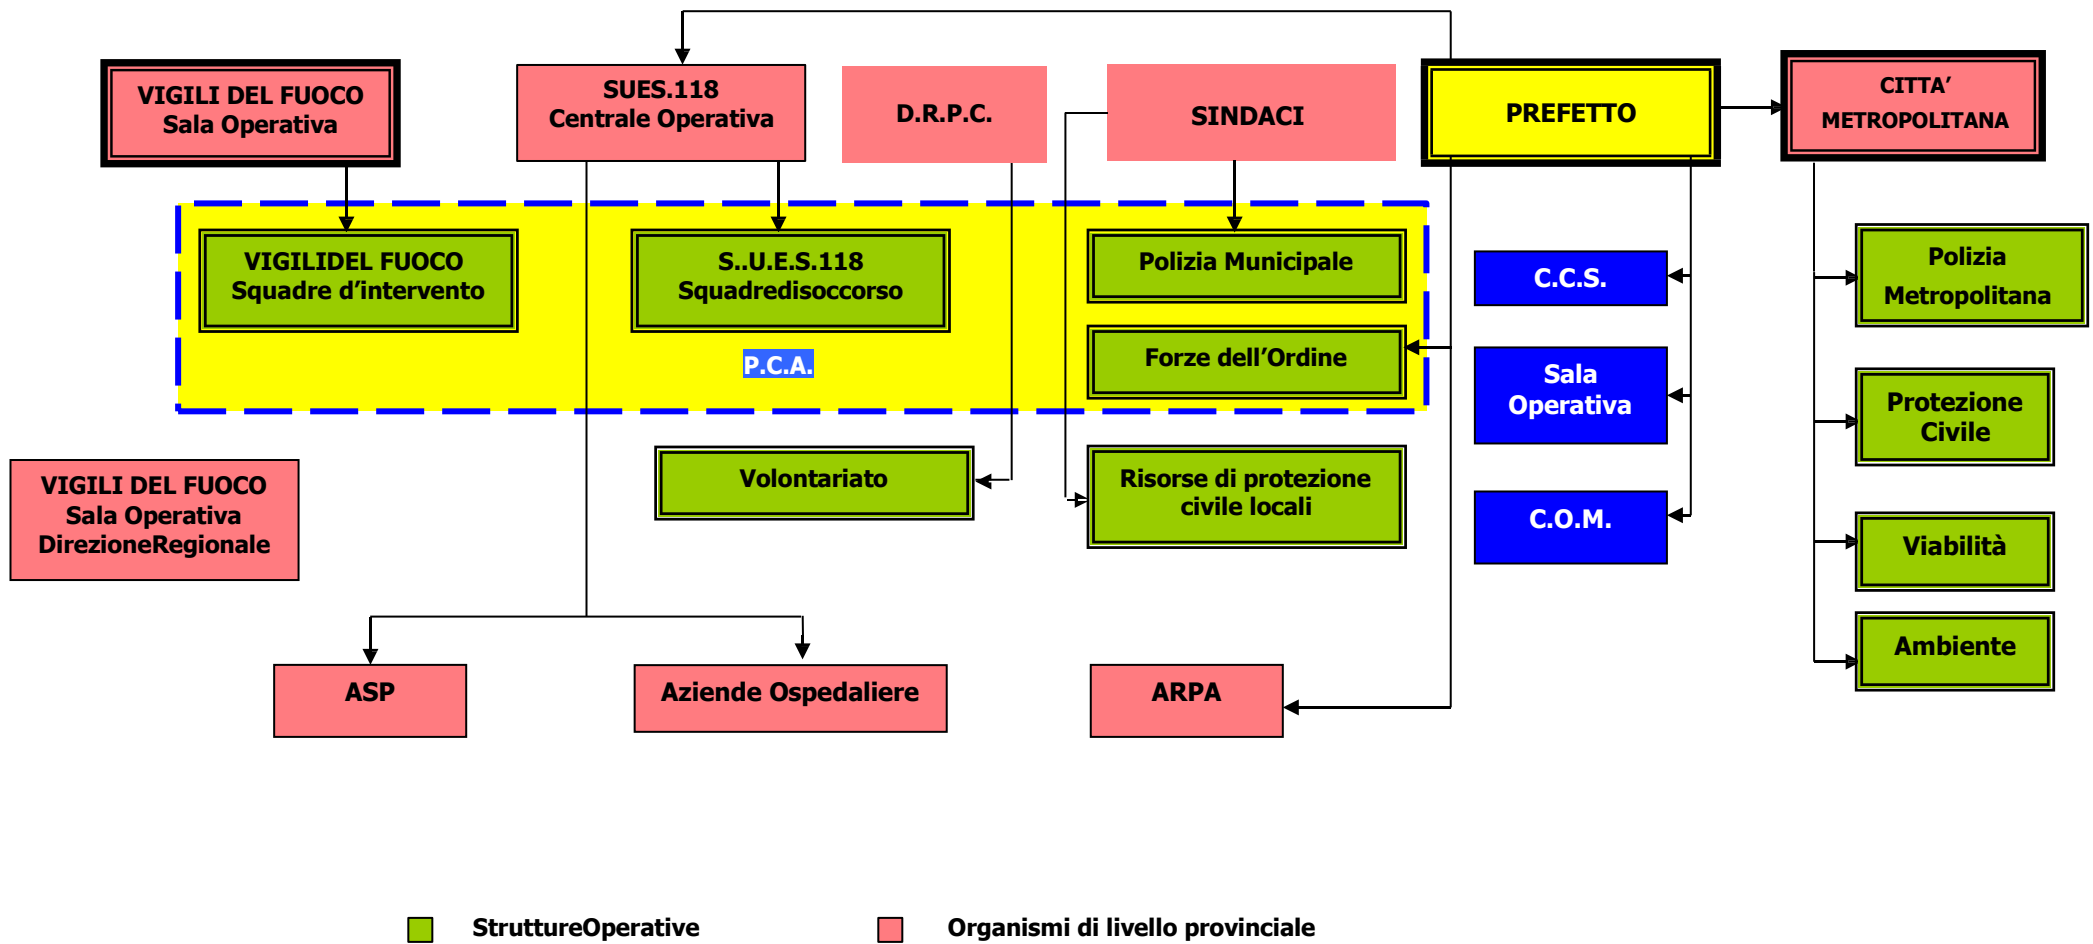 VIGILI DEL FUOCO
Sala Operativa
SUES.118
Centrale Operativa
D.R.P.C.
SINDACI
PREFETTO
CITTA’
METROPOLITANA
VIGILIDEL FUOCO
Squadre d’intervento
S..U.E.S.118
Squadredisoccorso
Polizia Municipale
C.C.S.
Polizia
Metropolitana
P.C.A.
Forze dell’Ordine
Sala
Operativa
Protezione
Civile
VIGILI DEL FUOCO
Sala Operativa
DirezioneRegionale
Volontariato
Risorse di protezione
civile locali
C.O.M.
Viabilità
Ambiente
ASP
Aziende Ospedaliere
ARPA
StruttureOperative
Organismi di livello provinciale